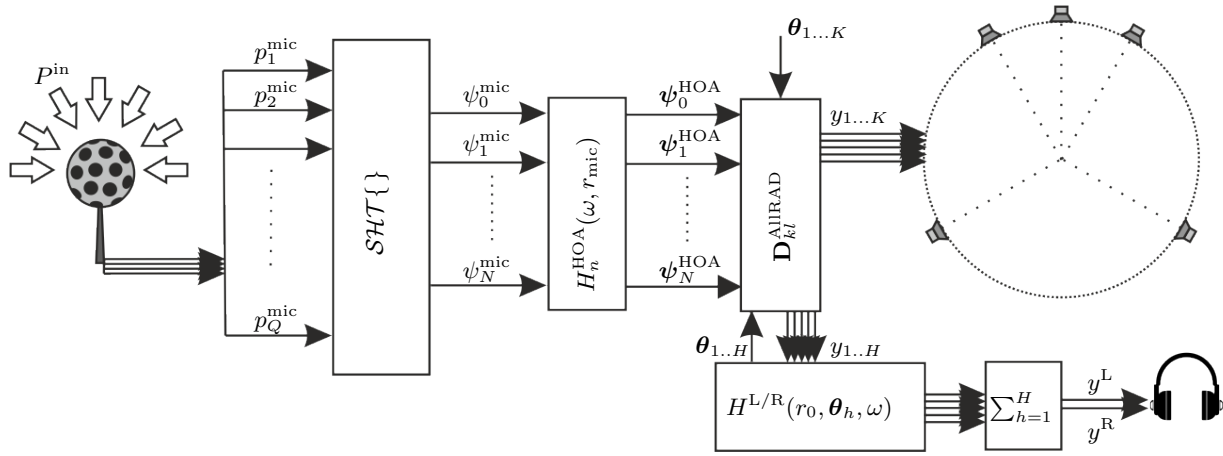 P^in
p_1^mic
p_2^mic
p_Q^mic
𝒮ℋ𝒯{}
ψ_0^mic
ψ_1^mic
ψ_N^mic
H_n^HOA(ω, r_mic)
ψ_0^HOA
ψ_1^HOA
ψ_N^HOA
θ_1...K
D_kl^AllRAD
y_1...K
θ_1..H
y_1..H
H^L/R(r_0, θ_h, ω)
∑_h=1^H
y^L
y^R